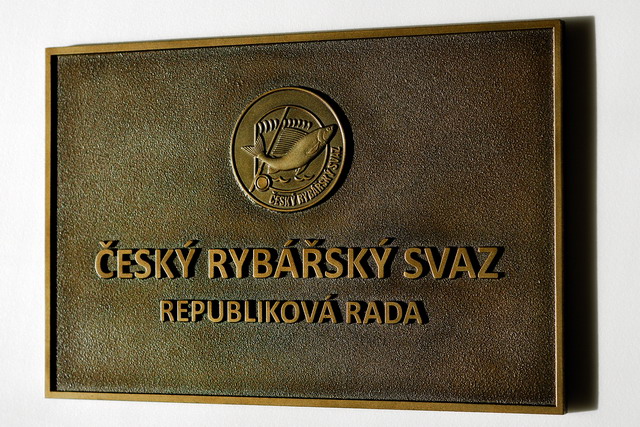 ČESKÝ RYBÁŘSKÝ SVAZ
ČESKÝ RYBÁŘSKÝ SVAZ
REPUBLIKOVÁ RADA